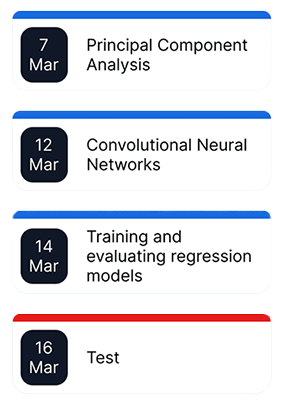 7
Mar
Principal Component
Analysis
12
Mar
Convolutional Neural
Networks
14
Mar
Training and
evaluating regression
models
16
Mar
Test